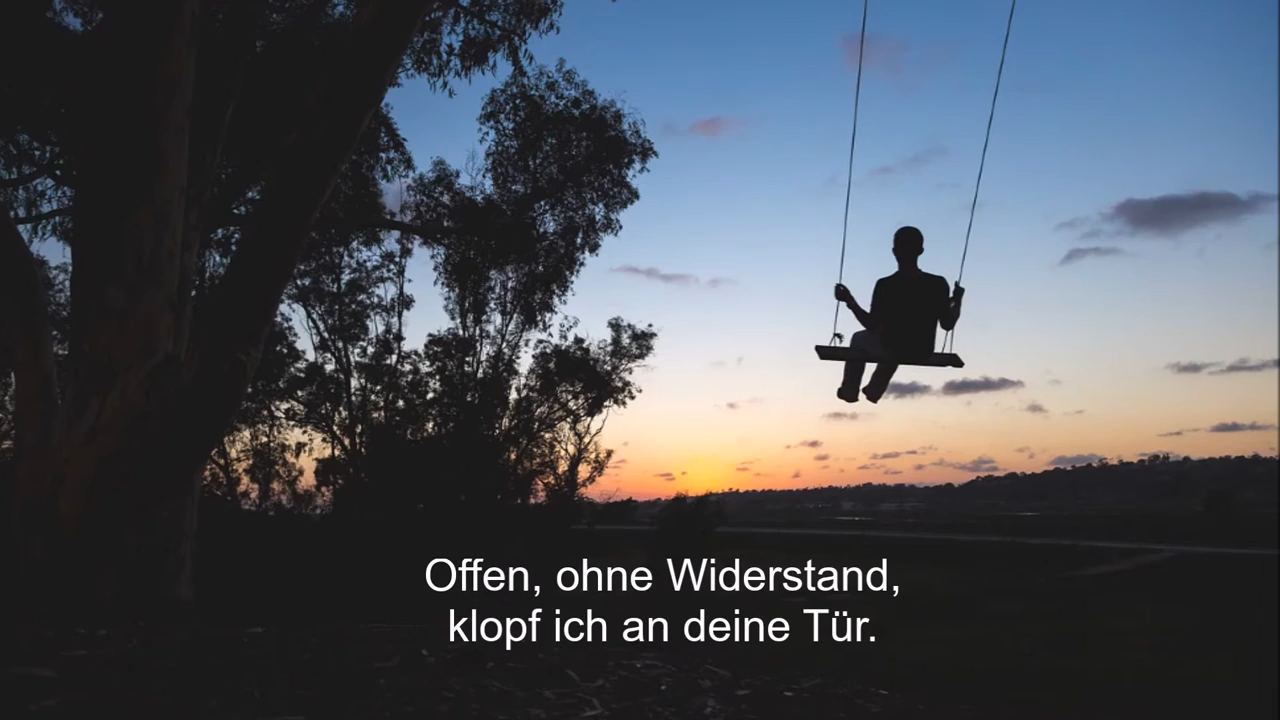 Offen, ohne Widerstand,
klopf ich an deine Tür.